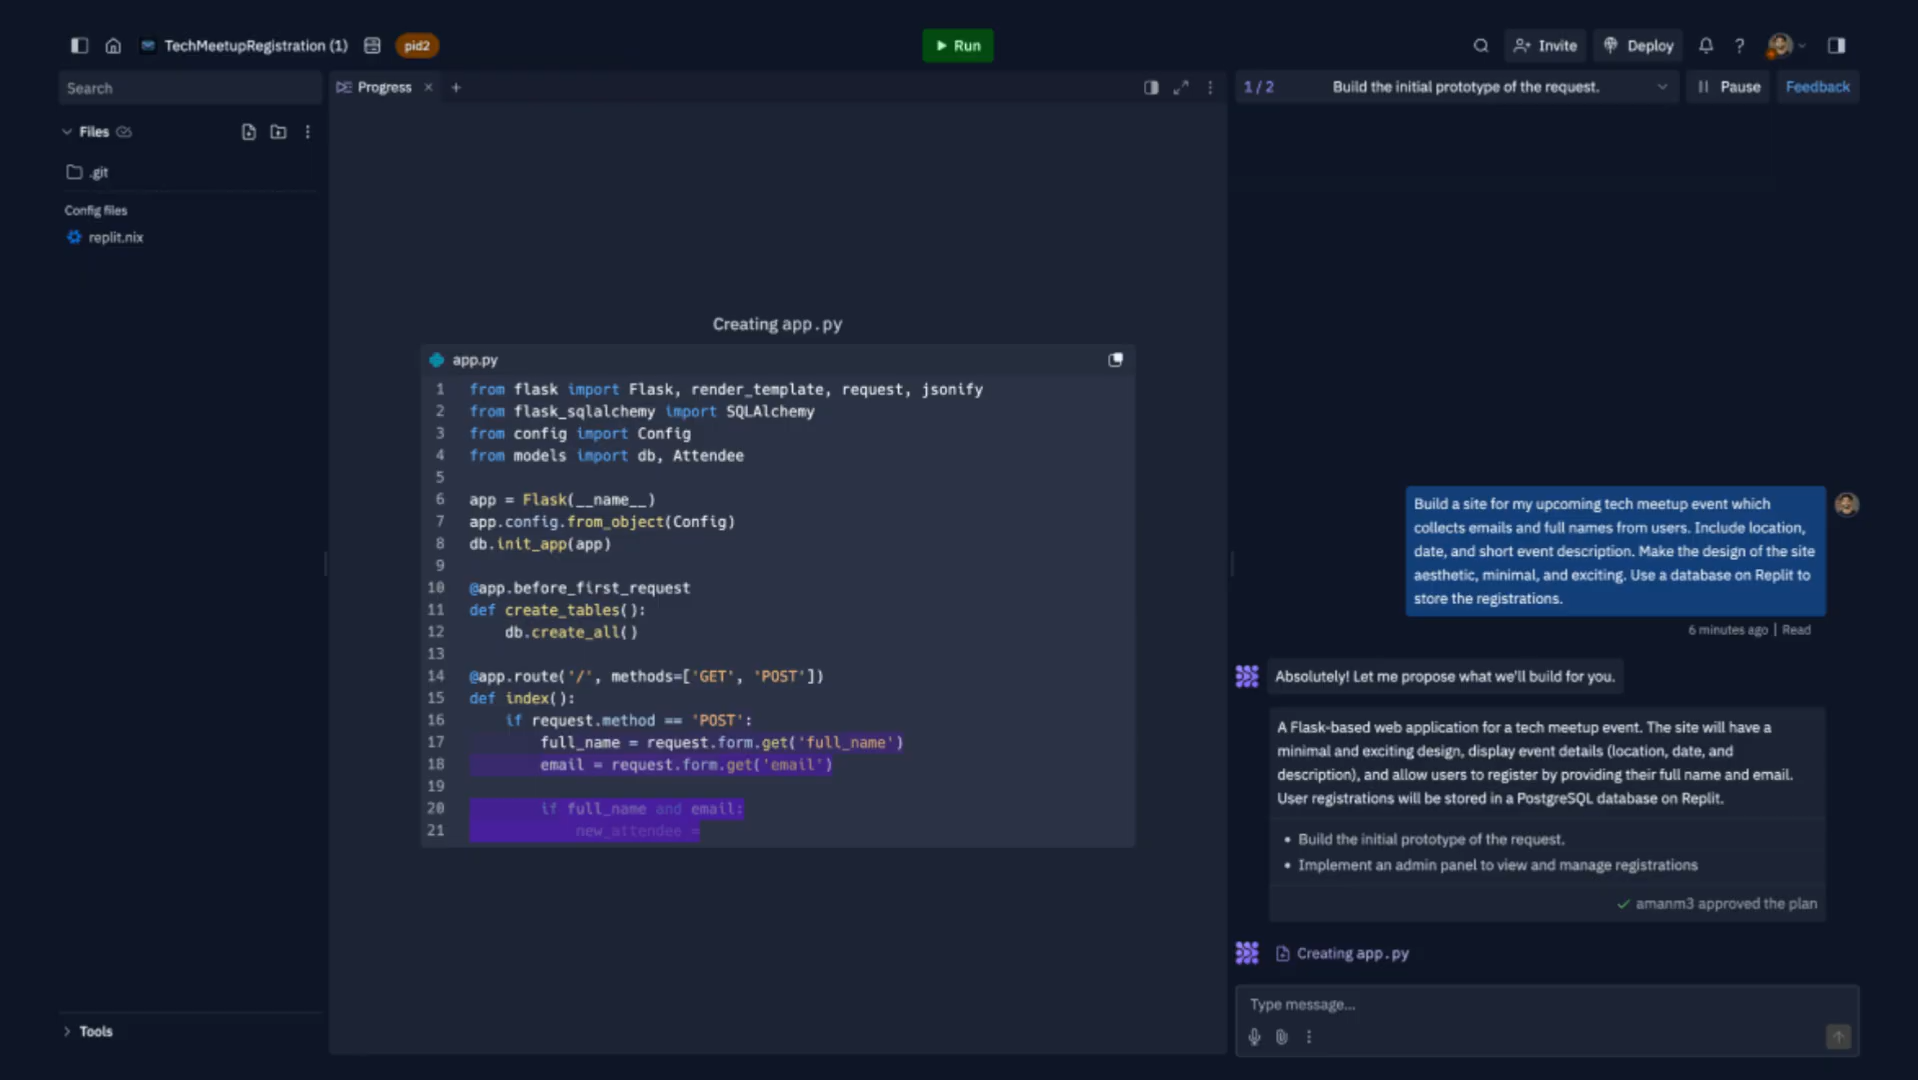 TechMeetupRegistration (1)
pid2
Run
Invite
Deploy
?
Search
Files
.git
Config files
replit.nix
Tools
Progress
Creating app.py
app.py
1 from flask import Flask, render_template, request, jsonify
2 from flask_sqlalchemy import SQLAlchemy
3 from config import Config
4 from models import db, Attendee
5
6 app = Flask(__name__)
7 app.config.from_object(Config)
8 db.init_app(app)
9
10 @app.before_first_request
11 def create_tables():
12 db.create_all()
13
14 @app.route('/', methods=['GET', 'POST'])
15 def index():
16 if request.method == 'POST':
17 full_name = request.form.get('full_name')
18 email = request.form.get('email')
19
20 if full_name and email:
21 new_attendee =
1 / 2
Build the initial prototype of the request.
Pause
Feedback
Build a site for my upcoming tech meetup event which
collects emails and full names from users. Include location,
date, and short event description. Make the design of the site
aesthetic, minimal, and exciting. Use a database on Replit to
store the registrations.
6 minutes ago | Read
Absolutely! Let me propose what we'll build for you.
A Flask-based web application for a tech meetup event. The site will have a
minimal and exciting design, display event details (location, date, and
description), and allow users to register by providing their full name and email.
User registrations will be stored in a PostgreSQL database on Replit.
• Build the initial prototype of the request.
• Implement an admin panel to view and manage registrations
amanm3 approved the plan
Creating app.py
Type message...